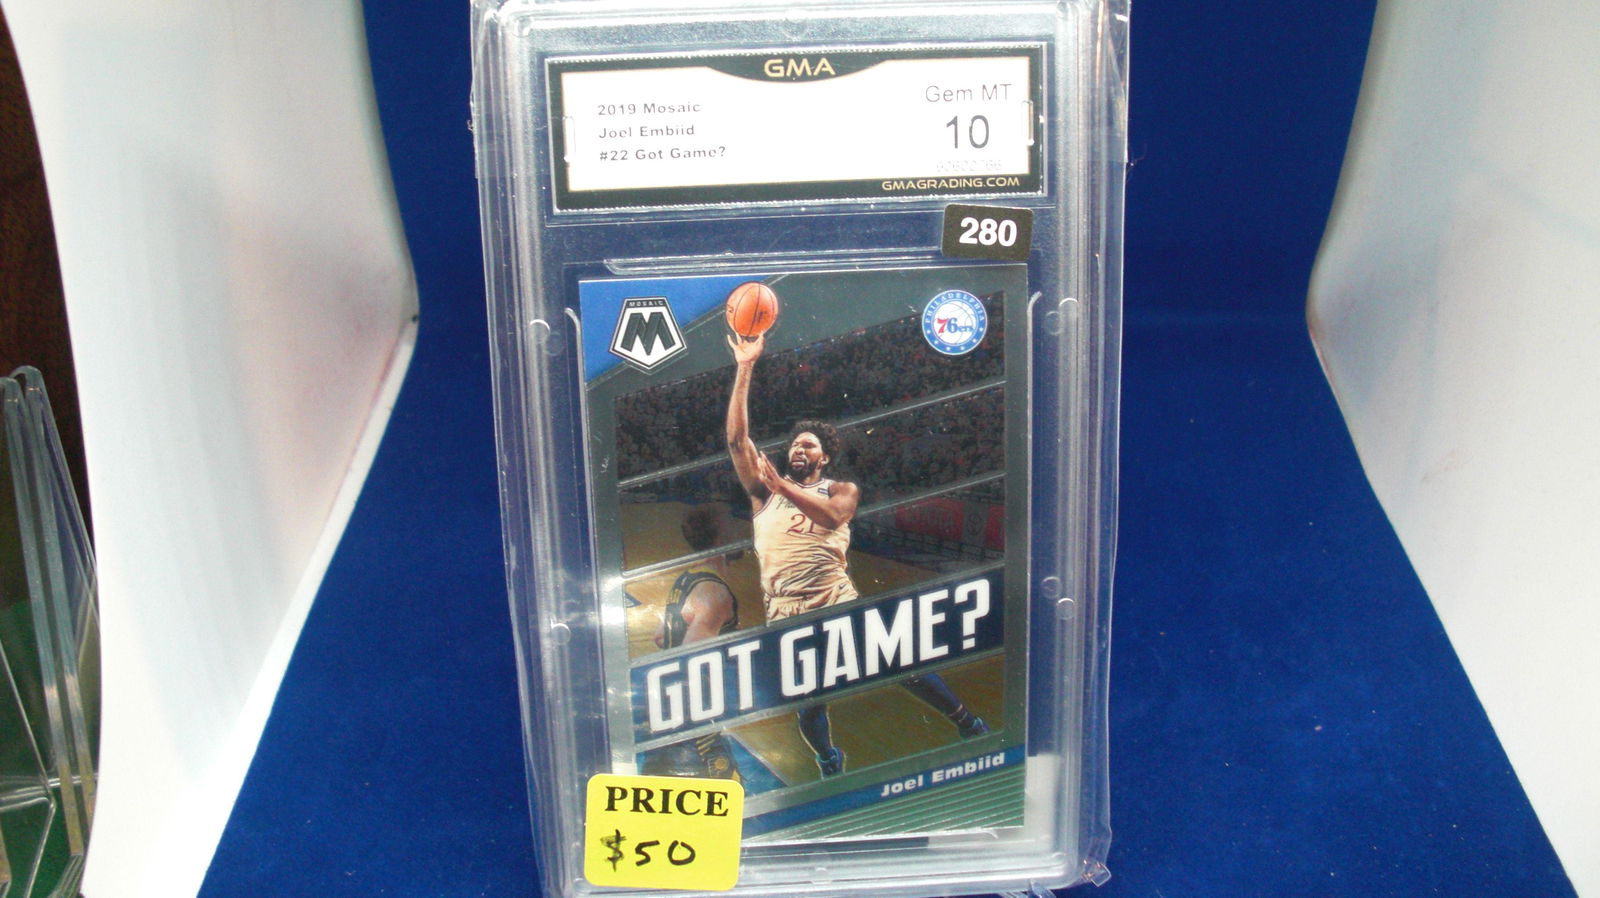 GMA
2019 Mosaic
Joel Embiid
#22 Got Game?
Gem MT
10
GMAGRADING.COM
280
MOSAIC
M
PHILADELPHIA
76ers
21
GOT GAME?
Joel Embiid
PRICE
$50